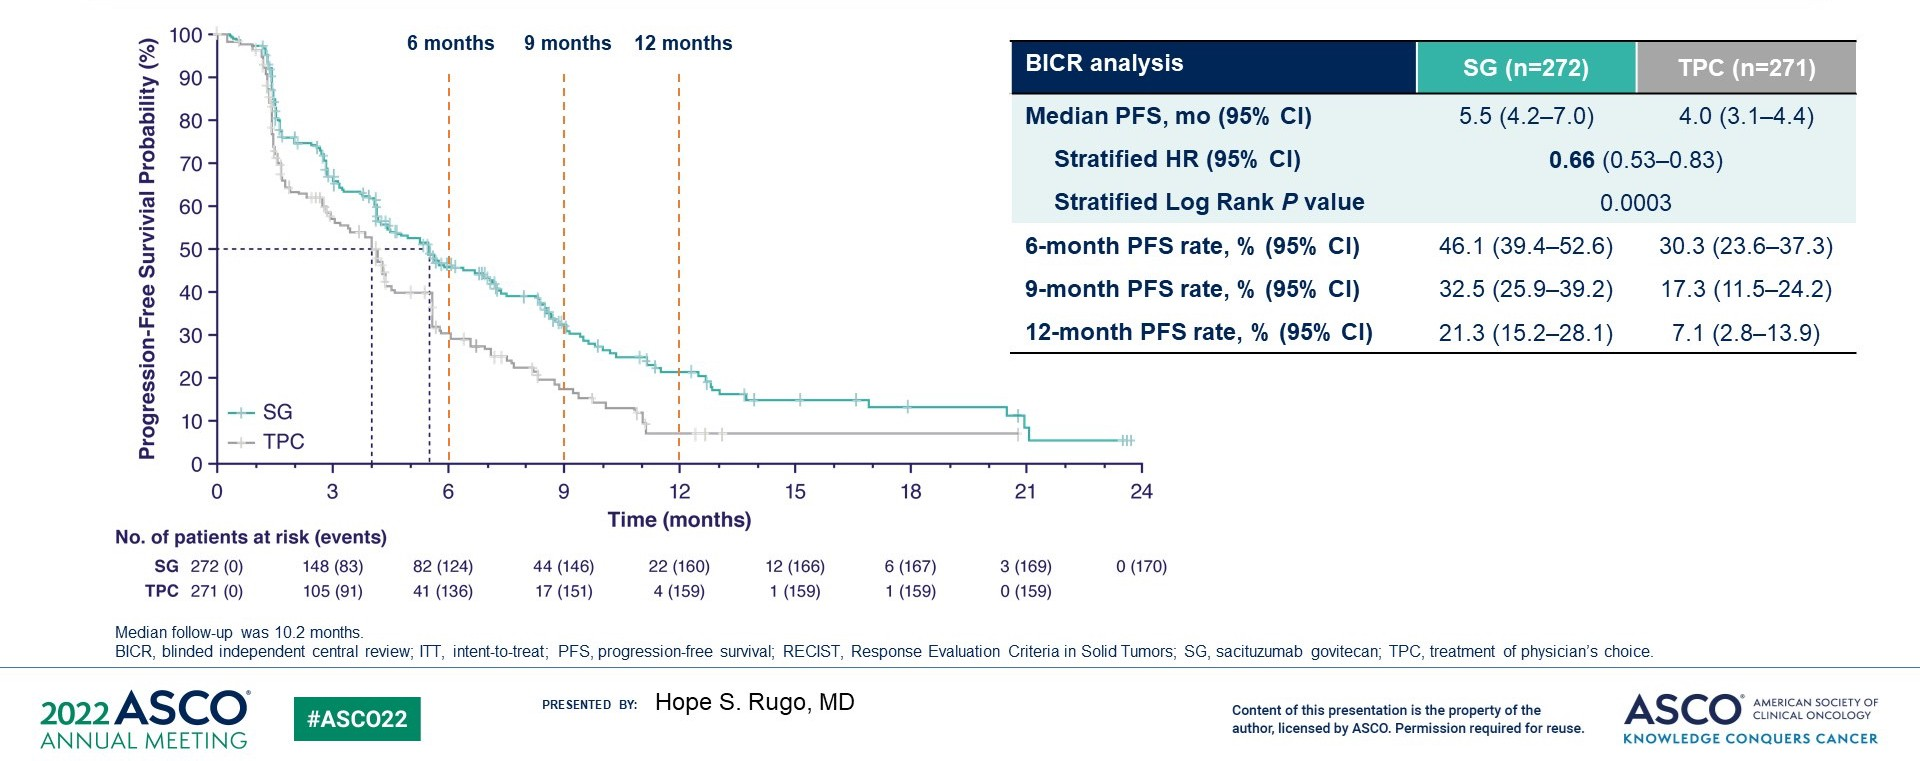 Progression-Free Survivial Probability (%)
100
90
80
70
60
50
40
30
20
10
0
6 months 9 months 12 months
SG
TPC
0 3 6 9 12 15 18 21 24
Time (months)
BICR analysis SG (n=272) TPC (n=271)
Median PFS, mo (95% CI) 5.5 (4.2–7.0) 4.0 (3.1–4.4)
Stratified HR (95% CI) 0.66 (0.53–0.83)
Stratified Log Rank P value 0.0003
6-month PFS rate, % (95% CI) 46.1 (39.4–52.6) 30.3 (23.6–37.3)
9-month PFS rate, % (95% CI) 32.5 (25.9–39.2) 17.3 (11.5–24.2)
12-month PFS rate, % (95% CI) 21.3 (15.2–28.1) 7.1 (2.8–13.9)
No. of patients at risk (events)
SG 272 (0) 148 (83) 82 (124) 44 (146) 22 (160) 12 (166) 6 (167) 3 (169) 0 (170)
TPC 271 (0) 105 (91) 41 (136) 17 (151) 4 (159) 1 (159) 1 (159) 0 (159)
Median follow-up was 10.2 months.
BICR, blinded independent central review; ITT, intent-to-treat; PFS, progression-free survival; RECIST, Response Evaluation Criteria in Solid Tumors; SG, sacituzumab govitecan; TPC, treatment of physician's choice.
2022 ASCO®
ANNUAL MEETING
#ASCO22
PRESENTED BY: Hope S. Rugo, MD
Content of this presentation is the property of the
author, licensed by ASCO. Permission required for reuse.
ASCO® AMERICAN SOCIETY OF
CLINICAL ONCOLOGY
KNOWLEDGE CONQUERS CANCER